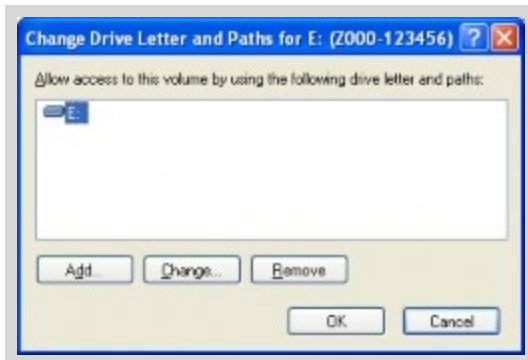 Change Drive Letter and Paths for E: (Z000-123456)
Allow access to this volume by using the following drive letter and paths:
E:
Add... Change... Remove
OK Cancel